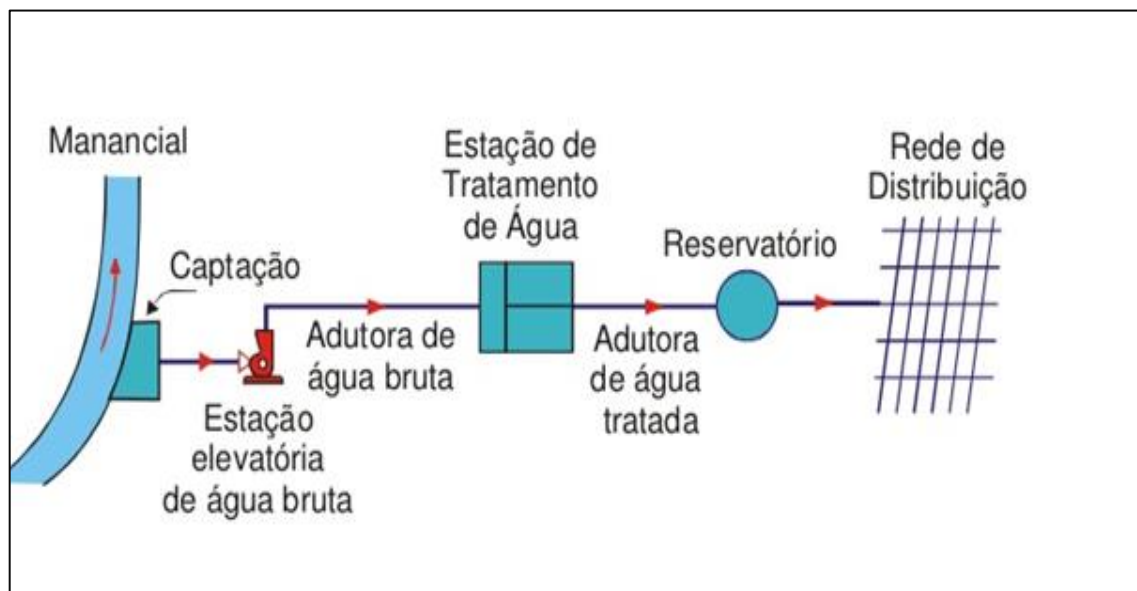 Manancial
Captação
Estação
elevatória
de água bruta
Adutora de
água bruta
Estação de
Tratamento
de Água
Adutora
de água
tratada
Reservatório
Rede de
Distribuição